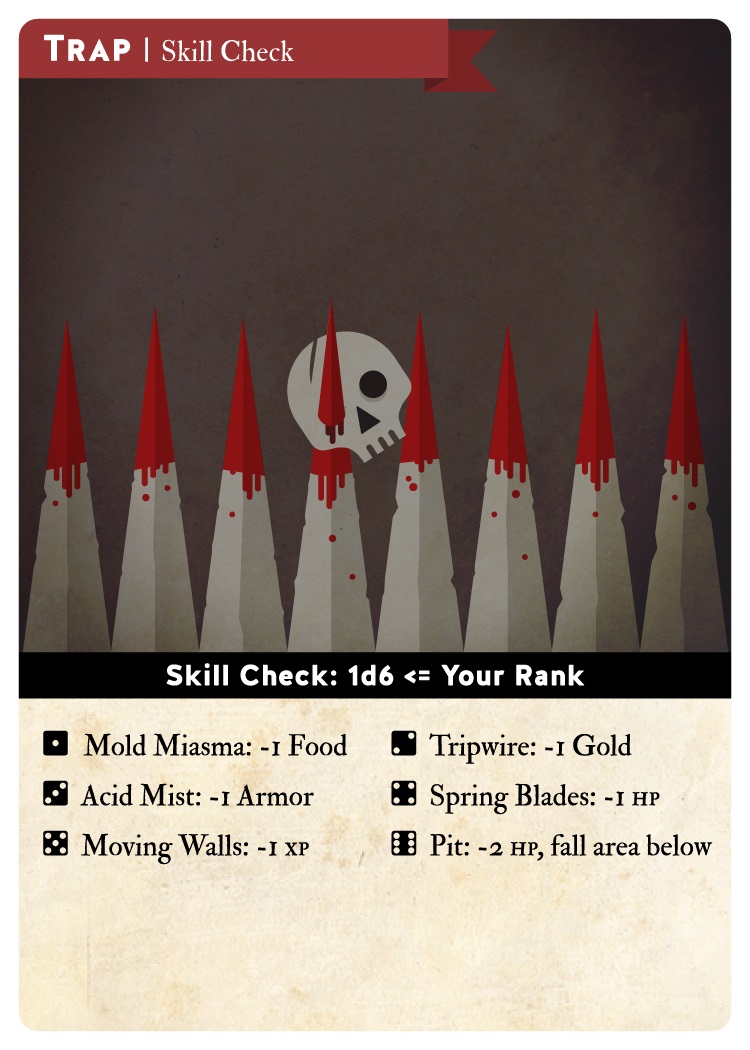 TRAP | Skill Check
Skill Check: 1d6 <= Your Rank
Mold Miasma: -1 Food
Tripwire: -1 Gold
Acid Mist: -1 Armor
Spring Blades: -1 HP
Moving Walls: -1 XP
Pit: -2 HP, fall area below